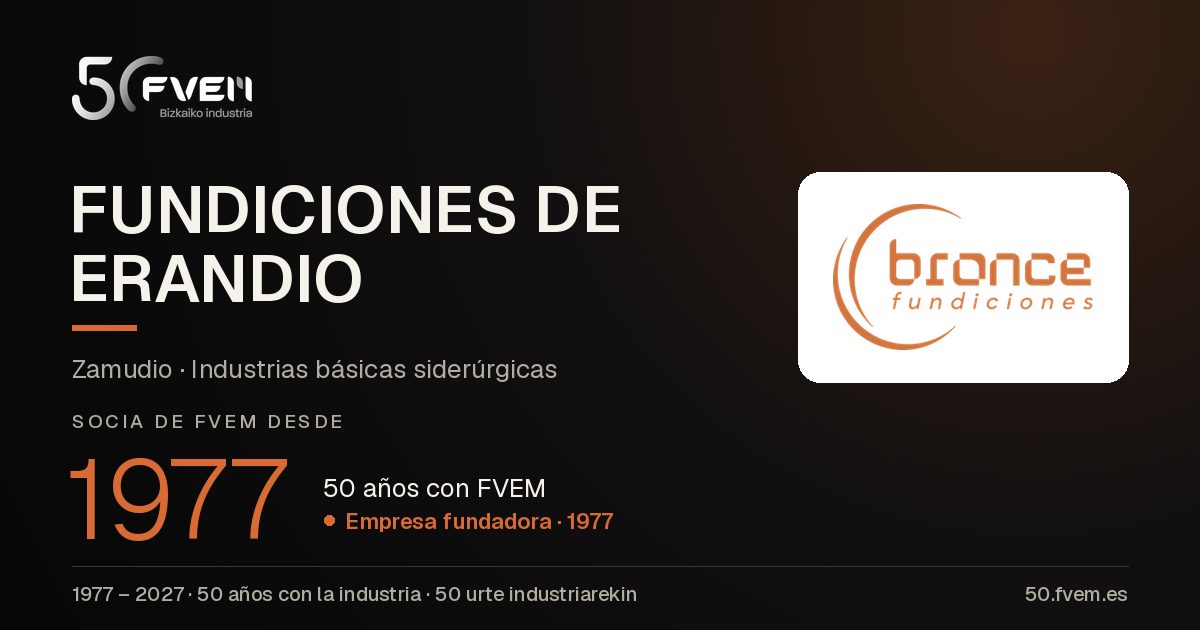 50 FVEM
Bizkaiko industria
FUNDICIONES DE
ERANDIO
bronce
fundiciones
Zamudio · Industrias básicas siderúrgicas
SOCIA DE FVEM DESDE
1977
50 años con FVEM
Empresa fundadora · 1977
1977 – 2027 · 50 años con la industria · 50 urte industriarekin
50.fvem.es